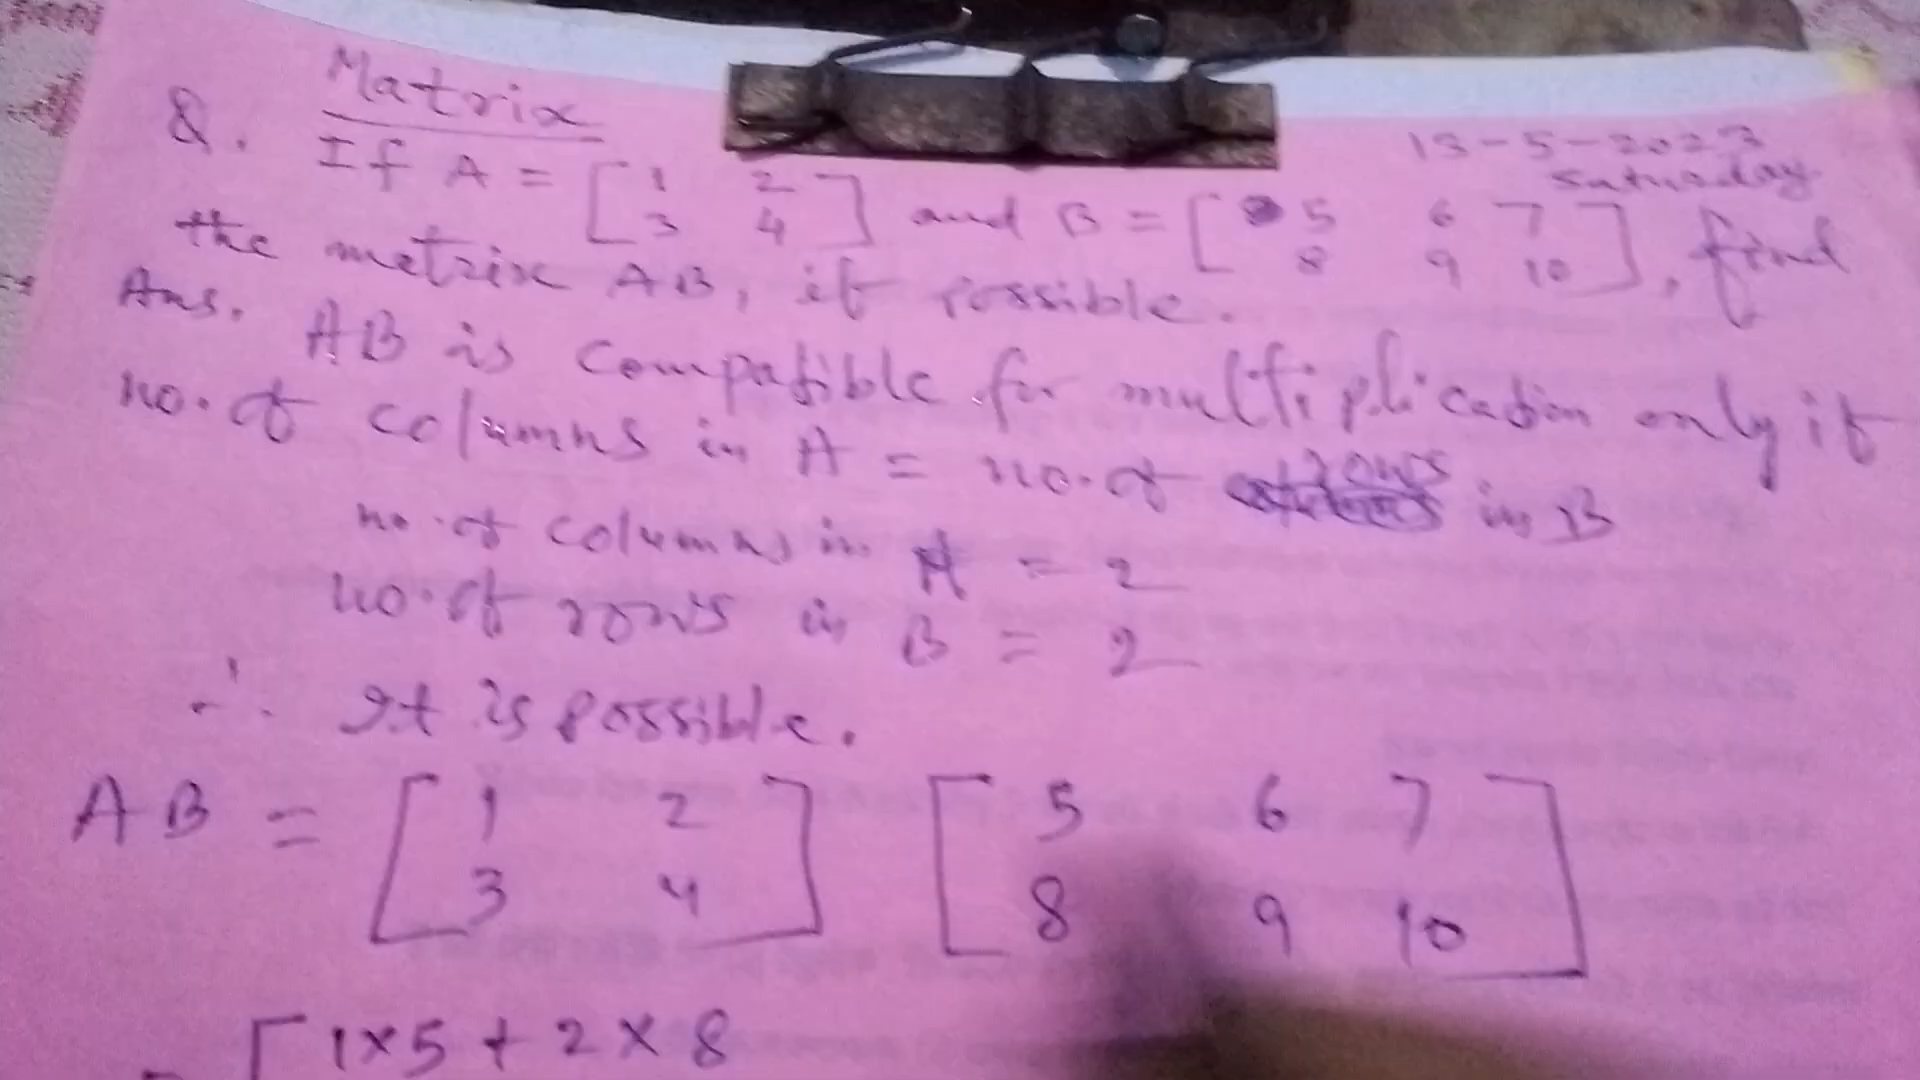 Matrix
13-5-2023
Saturday
Q. If A = [ 1 2 ] and B = [ 5 6 7 ], find
[ 3 4 ] [ 8 9 10 ]
the metrix AB, if possible.
Ans. AB is compatible for multiplication only if
no. of columns in A = no. of rows in B
no. of columns in A = 2
no. of rows in B = 2
∴ It is possible.
AB = [ 1 2 ] [ 5 6 7 ]
[ 3 4 ] [ 8 9 10 ]
= [ 1×5 + 2×8